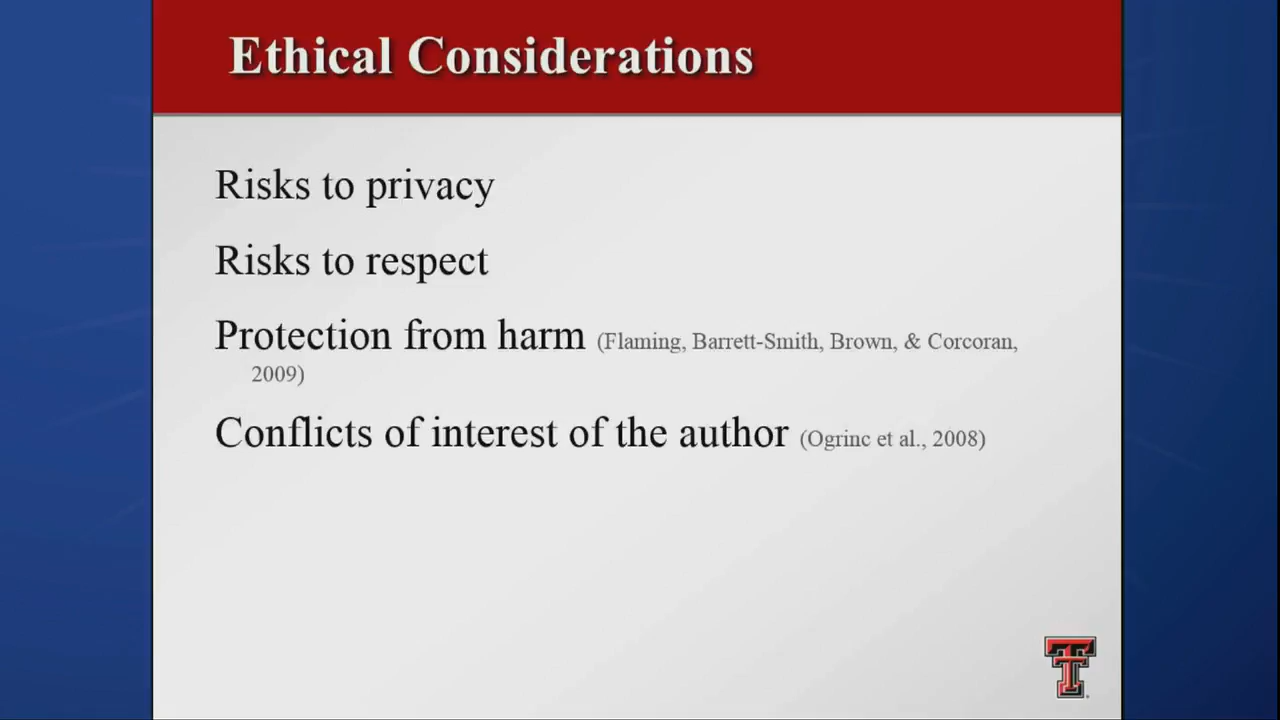 Ethical Considerations
Risks to privacy
Risks to respect
Protection from harm (Flaming, Barrett-Smith, Brown, & Corcoran,
2009)
Conflicts of interest of the author (Ogrinc et al., 2008)